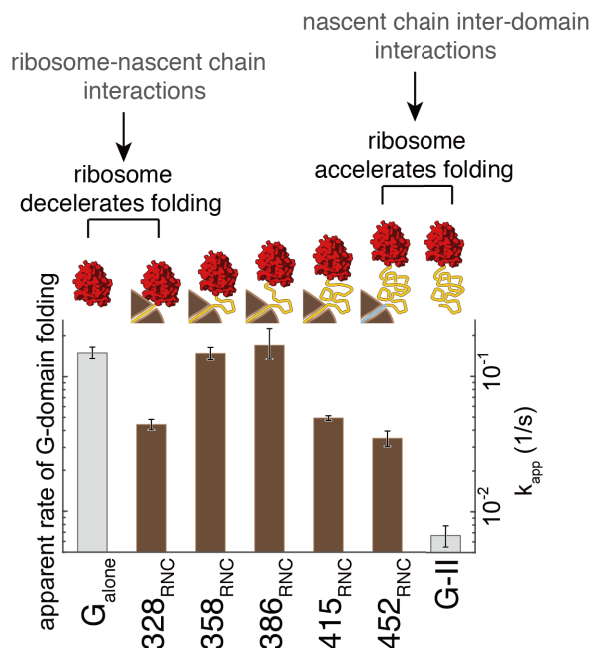 nascent chain inter-domain
interactions
ribosome-nascent chain
interactions
ribosome
accelerates folding
ribosome
decelerates folding
apparent rate of G-domain folding
10⁻¹
10⁻²
k_app (1/s)
G_alone
328_RNC
358_RNC
386_RNC
415_RNC
452_RNC
G-II